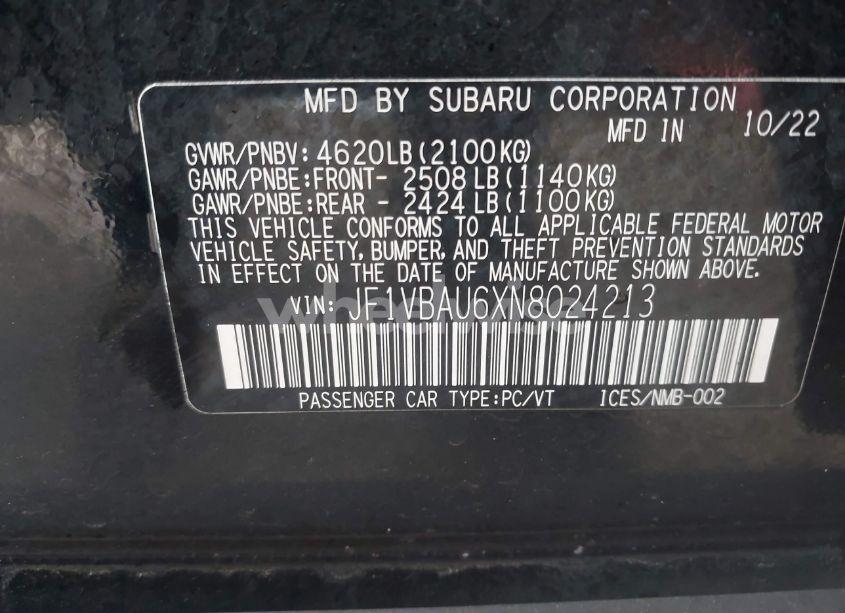 MFD BY SUBARU CORPORATION
MFD IN 10/22
GVWR/PNBV: 4620LB(2100KG)
GAWR/PNBE:FRONT- 2508 LB(1140KG)
GAWR/PNBE:REAR - 2424 LB(1100KG)
THIS VEHICLE CONFORMS TO ALL APPLICABLE FEDERAL MOTOR
VEHICLE SAFETY, BUMPER, AND THEFT PREVENTION STANDARDS
IN EFFECT ON THE DATE OF MANUFACTURE SHOWN ABOVE.
VIN: JF1VBAU6XN8024213
PASSENGER CAR TYPE:PC/VT ICES/NMB-002